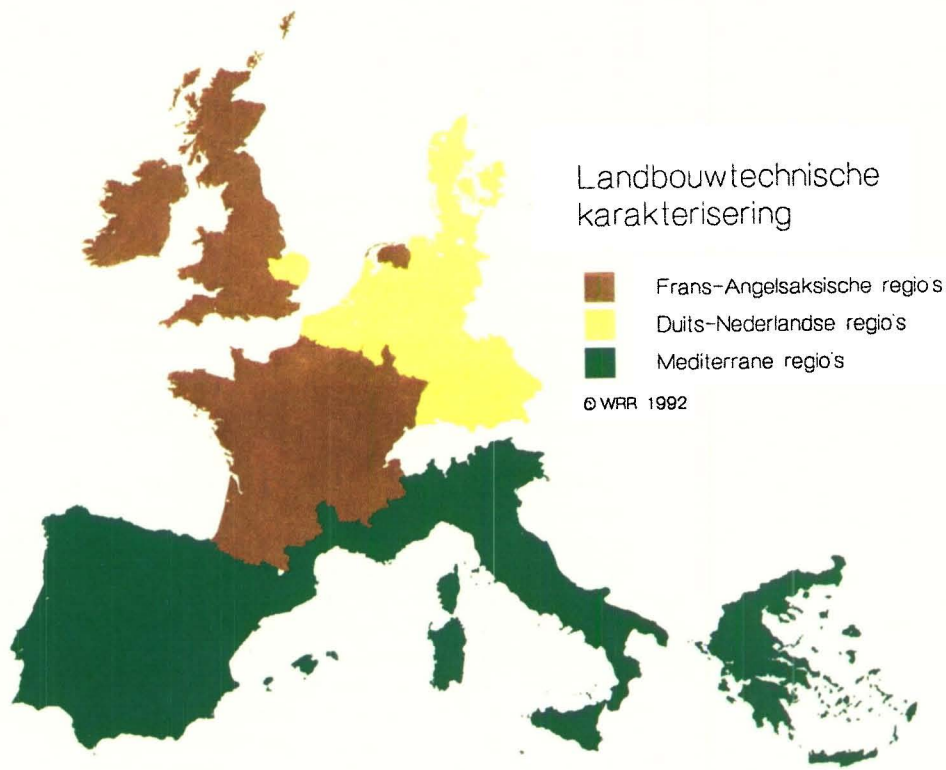 Landbouwtechnische
karakterisering
Frans-Angelsaksische regio's
Duits-Nederlandse regio's
Mediterrane regio's
© WRR 1992